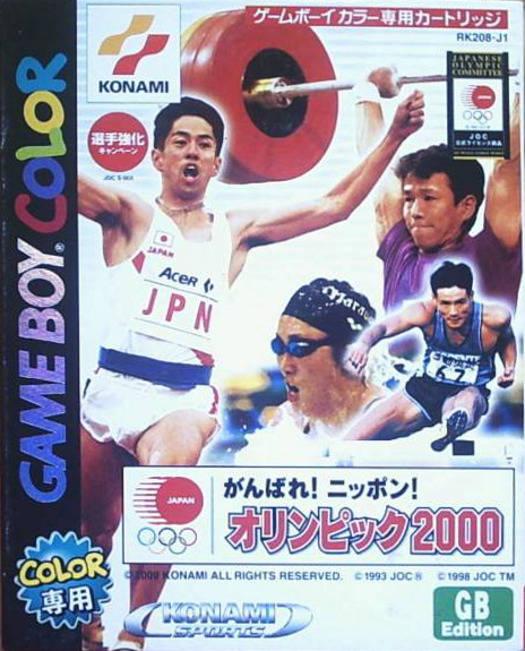 ゲームボーイカラー専用カートリッジ
RK208-J1
KONAMI
JAPANESE
OLYMPIC
COMMITTEE
JOC
選手強化
キャンペーン
GAME BOY COLOR
JAPAN
ACER
JPN
67
JAPAN
がんばれ！ニッポン！
オリンピック2000
COLOR
専用
©2000 KONAMI ALL RIGHTS RESERVED. ©1993 JOC® ©1998 JOC TM
KONAMI
SPORTS
GB
Edition